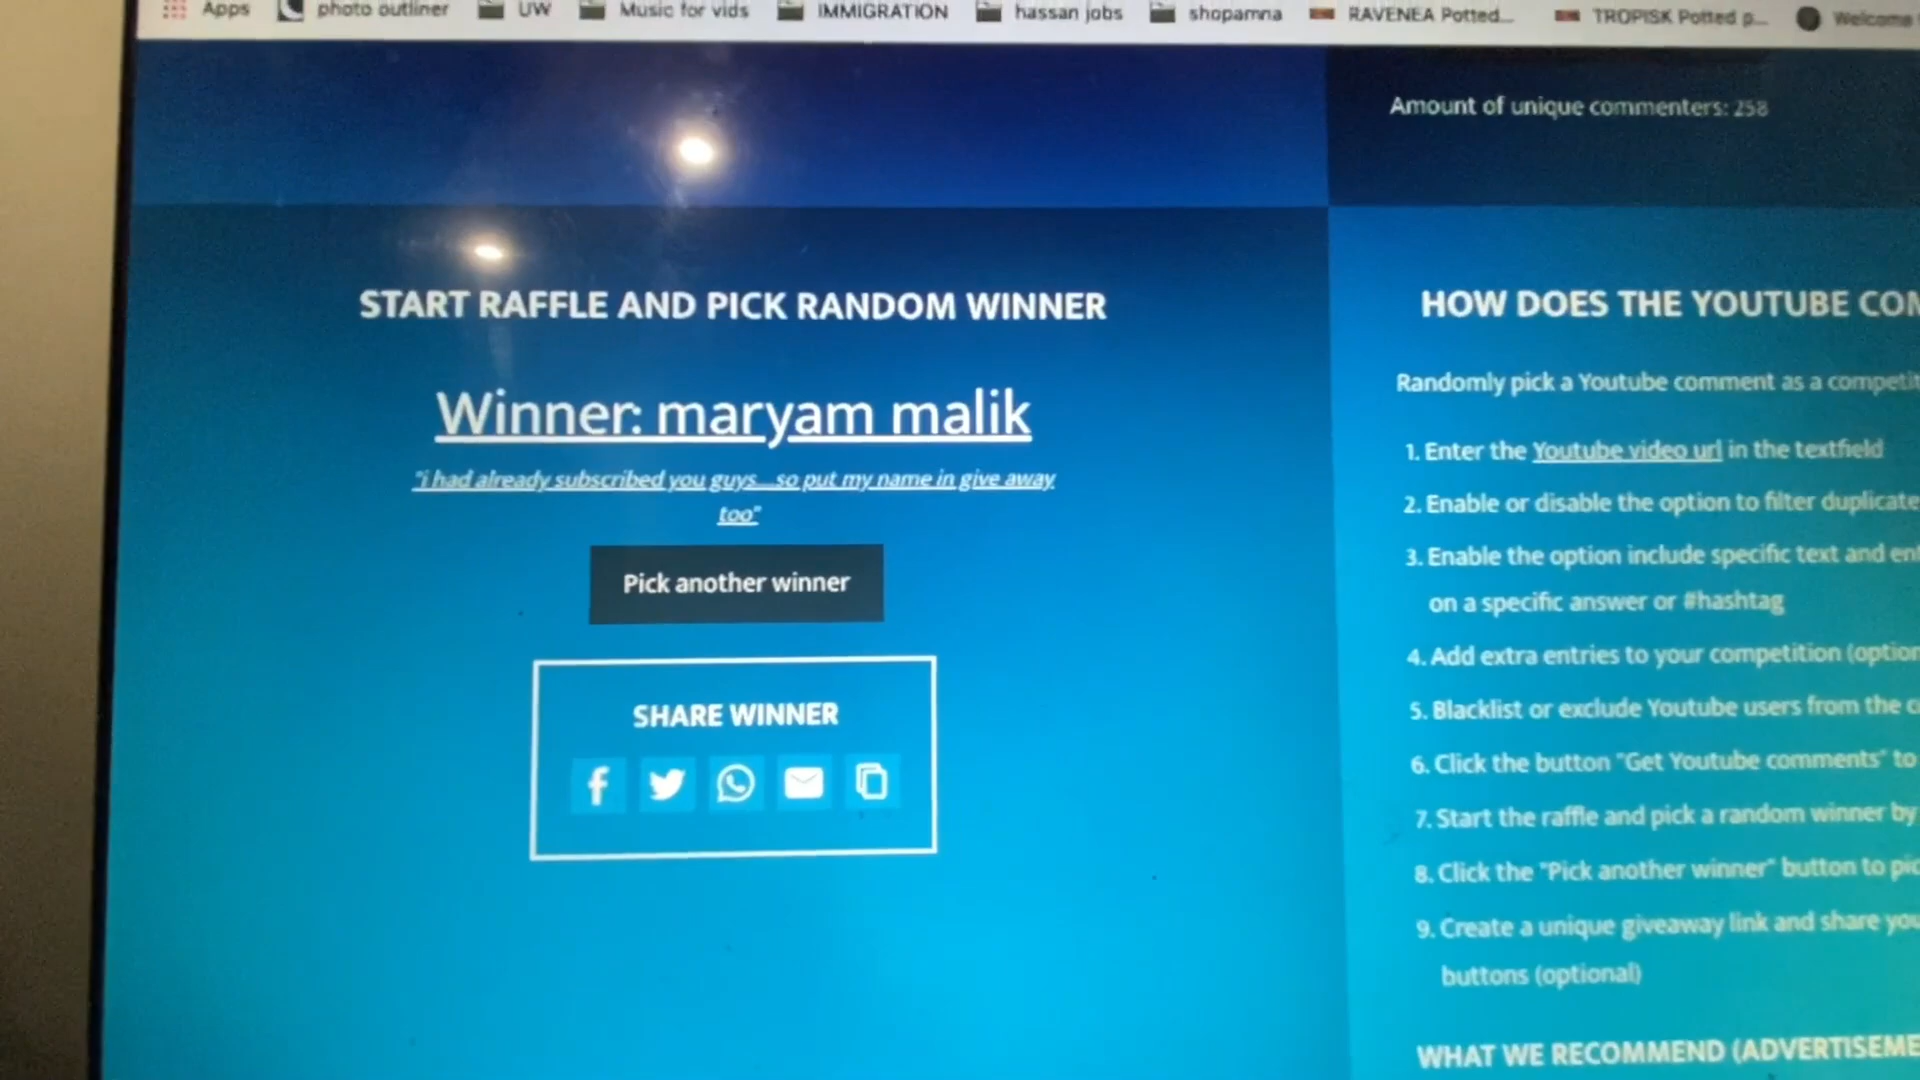 Apps photo outliner UW Music for vids IMMIGRATION hassan jobs shopamna RAVENEA Potted... TROPISK Potted p... Welcome
Amount of unique commenters: 258
START RAFFLE AND PICK RANDOM WINNER
Winner: maryam malik
"i had already subscribed you guys....so put my name in give away
too"
Pick another winner
SHARE WINNER
HOW DOES THE YOUTUBE COM
Randomly pick a Youtube comment as a competit
1. Enter the Youtube video url in the textfield
2. Enable or disable the option to filter duplicate
3. Enable the option include specific text and ent
on a specific answer or #hashtag
4. Add extra entries to your competition (option
5. Blacklist or exclude Youtube users from the c
6. Click the button "Get Youtube comments" to
7. Start the raffle and pick a random winner by
8. Click the "Pick another winner" button to pic
9. Create a unique giveaway link and share you
buttons (optional)
WHAT WE RECOMMEND (ADVERTISEME